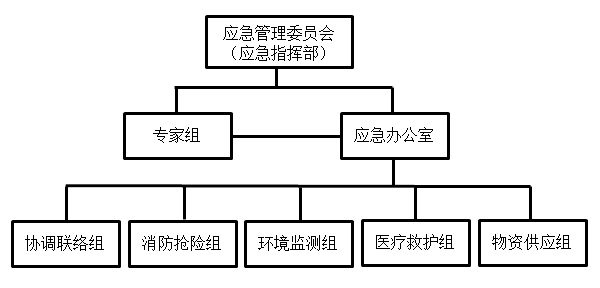 应急管理委员会
（应急指挥部）
专家组
应急办公室
协调联络组
消防抢险组
环境监测组
医疗救护组
物资供应组